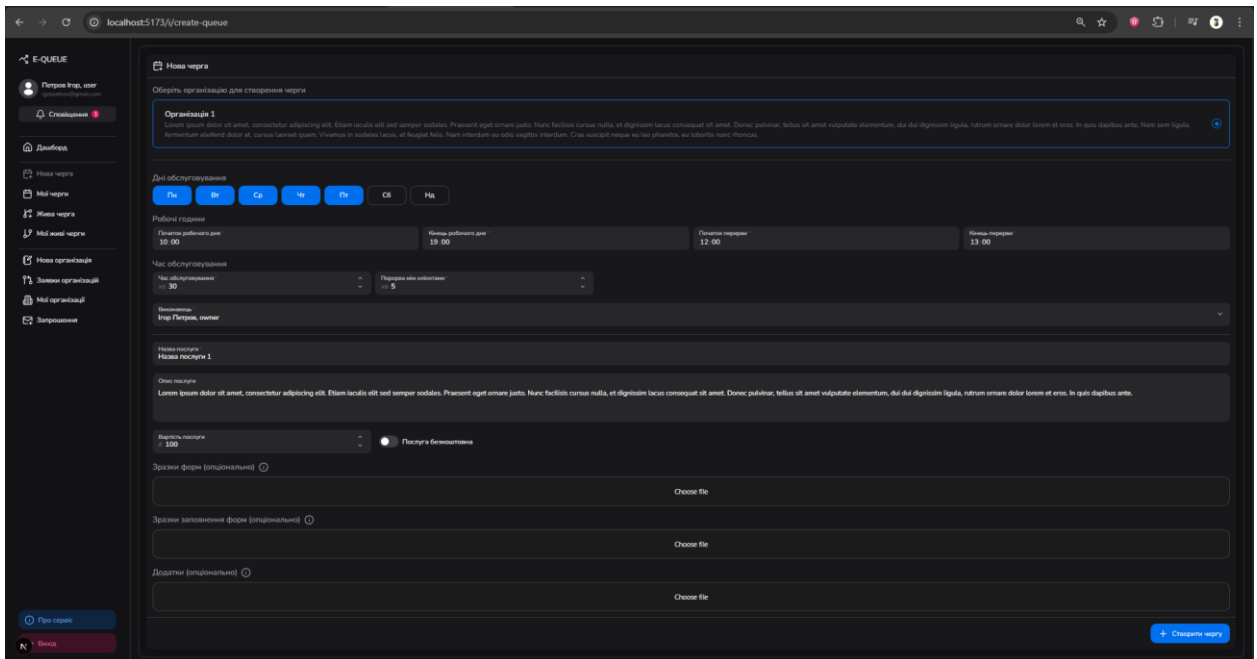 localhost:5173/i/create-queue
E-QUEUE
Петров Ігор, user
igorpetrov@gmail.com
Сповіщення
Дашборд
Нова черга
Мої черги
Жива черга
Мої живі черги
Нова організація
Заявки організацій
Мої організації
Запрошення
Про сервіс
N
Вихід
Нова черга
Оберіть організацію для створення черги
Організація 1
Lorem ipsum dolor sit amet, consectetur adipiscing elit. Etiam iaculis elit sed semper sodales. Praesent eget ornare justo. Nunc facilisis cursus nulla, et dignissim lacus consequat sit amet. Donec pulvinar, tellus sit amet vulputate elementum, dui dui dignissim ligula, rutrum ornare dolor lorem et eros. In quis dapibus ante. Nam sem ligula,
fermentum eleifend dolor at, cursus laoreet quam. Vivamus in sodales lacus, at feugiat felis. Nam interdum eu odio sagittis interdum. Cras suscipit neque eu leo pharetra, eu lobortis nunc rhoncus.
Дні обслуговування
Пн Вт Ср Чт Пт Сб Нд
Робочі години
Початок робочого дня* Кінець робочого дня* Початок перерви* Кінець перерви*
10:00 19:00 12:00 13:00
Час обслуговування
Час обслуговування* Перерва між клієнтами*
хв 30 хв 5
Виконавець*
Ігор Петров, owner
Назва послуги*
Назва послуги 1
Опис послуги
Lorem ipsum dolor sit amet, consectetur adipiscing elit. Etiam iaculis elit sed semper sodales. Praesent eget ornare justo. Nunc facilisis cursus nulla, et dignissim lacus consequat sit amet. Donec pulvinar, tellus sit amet vulputate elementum, dui dui dignissim ligula, rutrum ornare dolor lorem et eros. In quis dapibus ante.
Вартість послуги
₴ 100 Послуга безкоштовна
Зразки форм (опціонально)
Choose file
Зразки заповнення форм (опціонально)
Choose file
Додатки (опціонально)
Choose file
+ Створити чергу